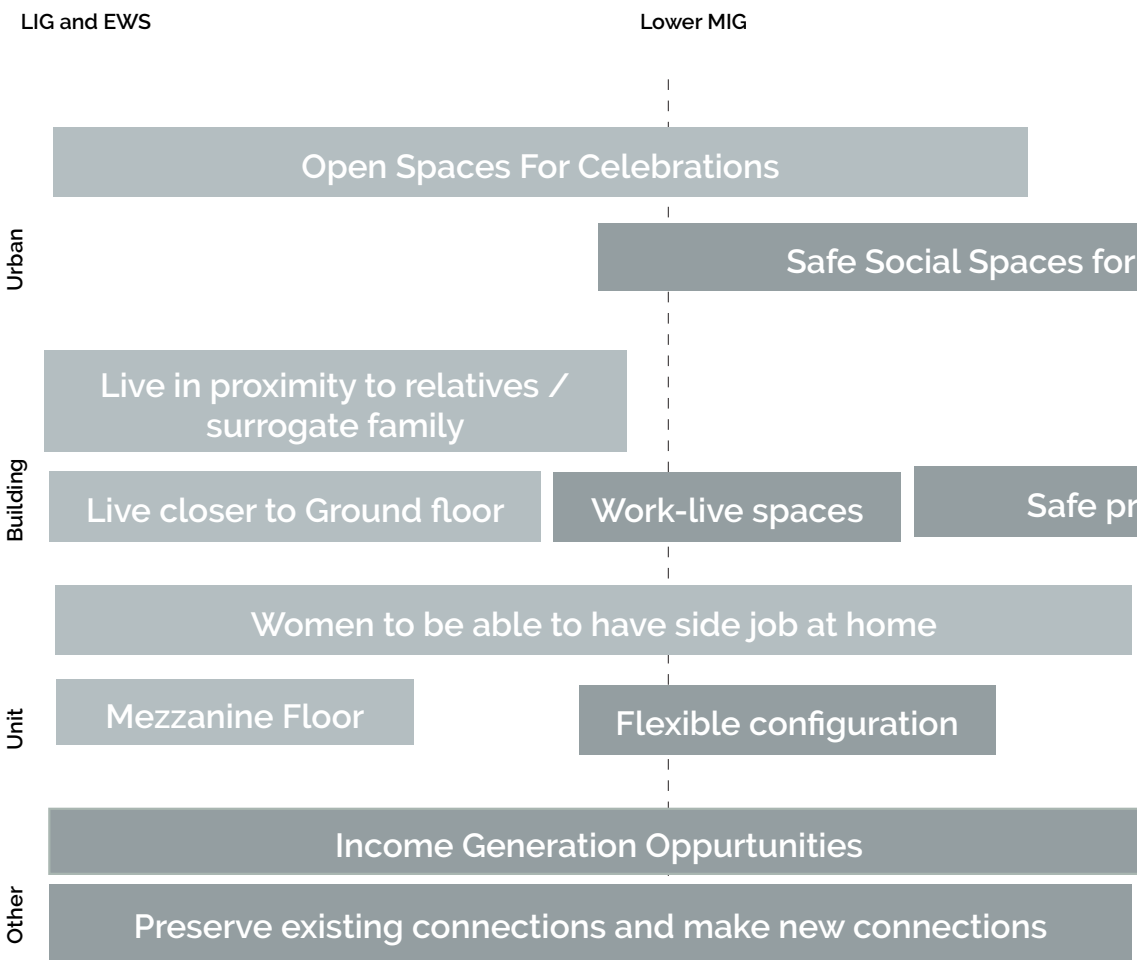 LIG and EWS
Lower MIG
Open Spaces For Celebrations
Urban
Safe Social Spaces for
Live in proximity to relatives /
surrogate family
Building
Live closer to Ground floor
Work-live spaces
Safe pr
Women to be able to have side job at home
Unit
Mezzanine Floor
Flexible configuration
Income Generation Oppurtunities
Other
Preserve existing connections and make new connections